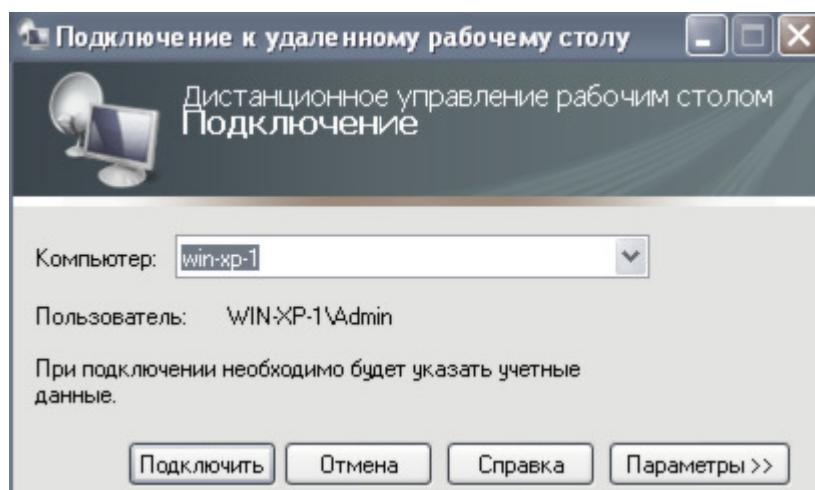 Подключение к удаленному рабочему столу
Дистанционное управление рабочим столом
Подключение
Компьютер: win-xp-1
Пользователь: WIN-XP-1\Admin
При подключении необходимо будет указать учетные
данные.
Подключить Отмена Справка Параметры >>